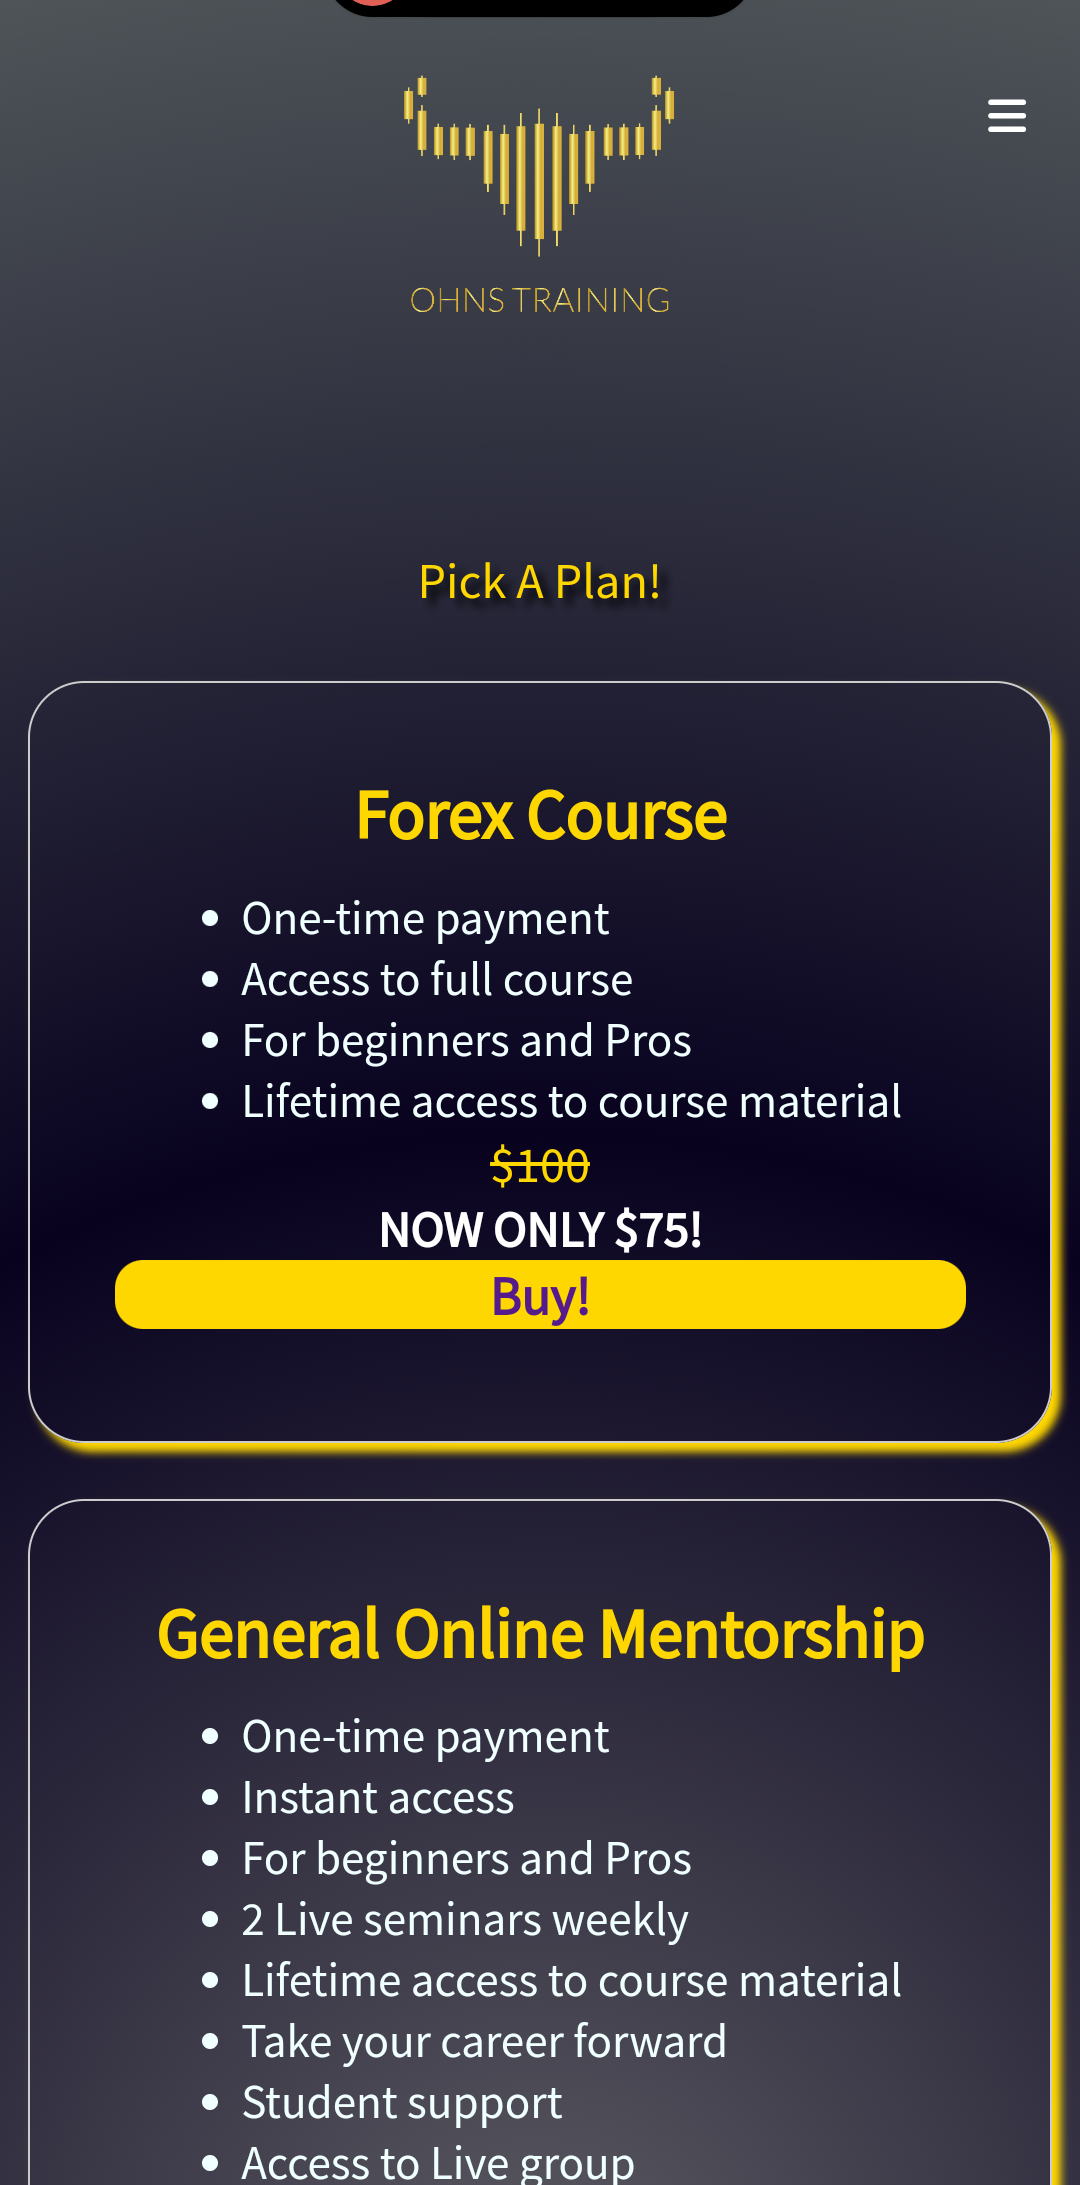 OHNS TRAINING
Pick A Plan!
Forex Course
One-time payment
Access to full course
For beginners and Pros
Lifetime access to course material
$100
NOW ONLY $75!
Buy!
General Online Mentorship
One-time payment
Instant access
For beginners and Pros
2 Live seminars weekly
Lifetime access to course material
Take your career forward
Student support
Access to Live group